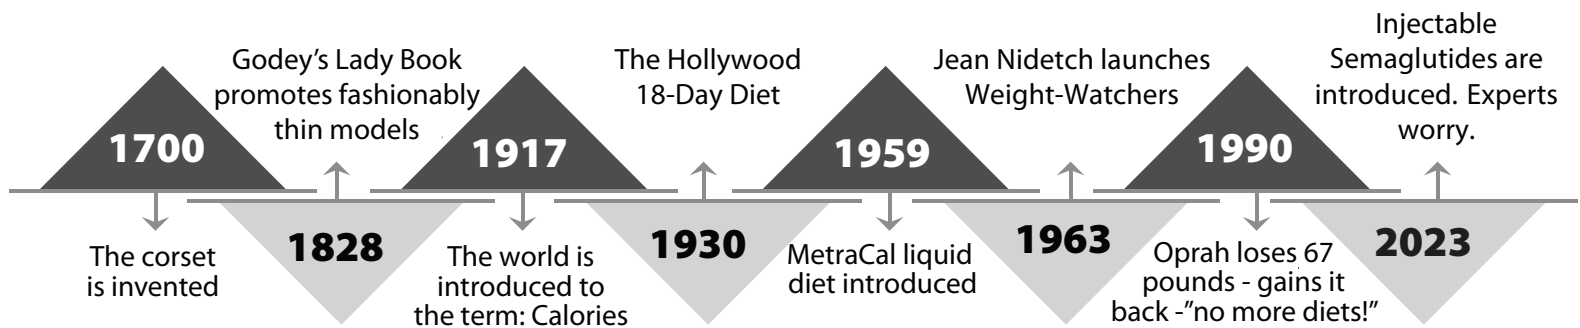 1700
The corset
is invented
Godey’s Lady Book
promotes fashionably
thin models
1828
1917
The world is
introduced to
the term: Calories
The Hollywood
18-Day Diet
1930
1959
MetraCal liquid
diet introduced
Jean Nidetch launches
Weight-Watchers
1963
1990
Oprah loses 67
pounds - gains it
back -”no more diets!”
Injectable
Semaglutides are
introduced. Experts
worry.
2023